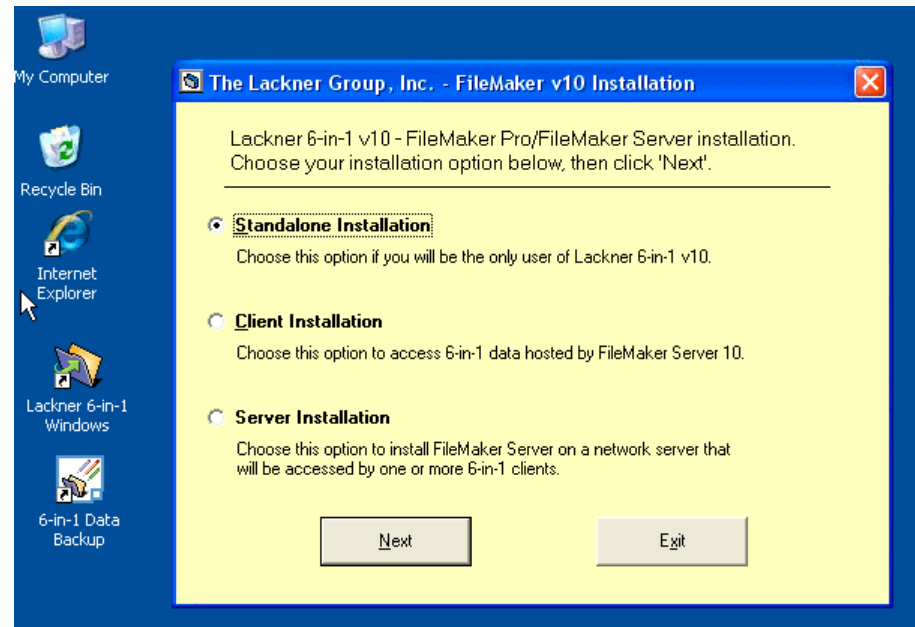 My Computer
Recycle Bin
Internet
Explorer
Lackner 6-in-1
Windows
6-in-1 Data
Backup
The Lackner Group, Inc. - FileMaker v10 Installation
Lackner 6-in-1 v10 - FileMaker Pro/FileMaker Server installation.
Choose your installation option below, then click 'Next'.
Standalone Installation
Choose this option if you will be the only user of Lackner 6-in-1 v10.
Client Installation
Choose this option to access 6-in-1 data hosted by FileMaker Server 10.
Server Installation
Choose this option to install FileMaker Server on a network server that
will be accessed by one or more 6-in-1 clients.
Next
Exit